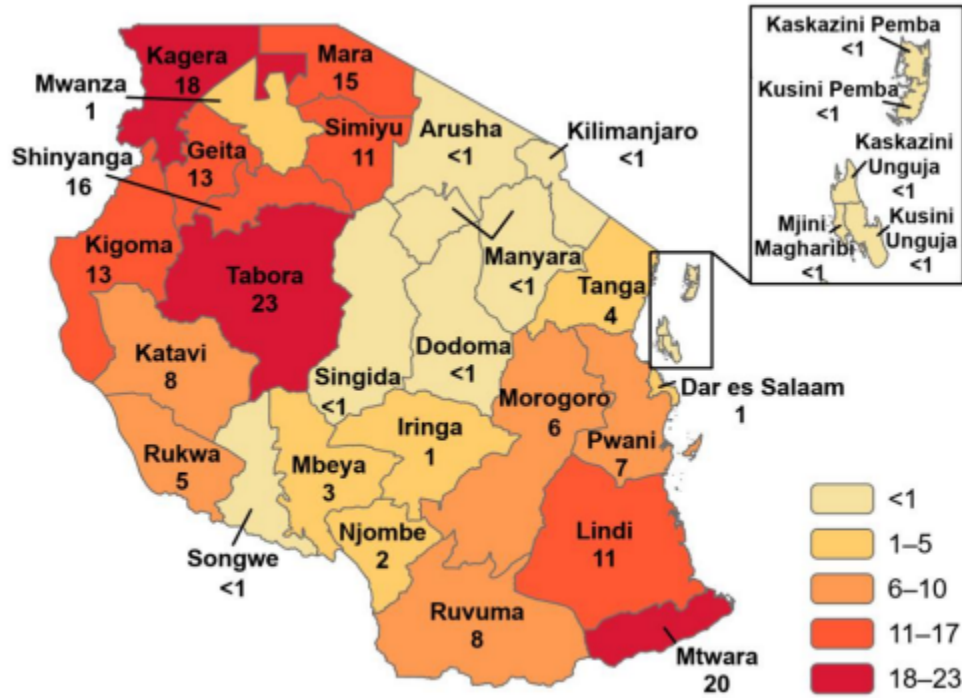 Kagera
18
Mara
15
Mwanza
1
Simiyu
11
Arusha
<1
Kilimanjaro
<1
Geita
13
Shinyanga
16
Kigoma
13
Tabora
23
Manyara
<1
Tanga
4
Katavi
8
Singida
<1
Dodoma
<1
Morogoro
6
Dar es Salaam
1
Pwani
7
Rukwa
5
Mbeya
3
Iringa
1
Songwe
<1
Njombe
2
Lindi
11
Ruvuma
8
Mtwara
20
Kaskazini Pemba
<1
Kusini Pemba
<1
Kaskazini
Unguja
<1
Mjini
Magharibi
<1
Kusini
Unguja
<1
<1
1–5
6–10
11–17
18–23